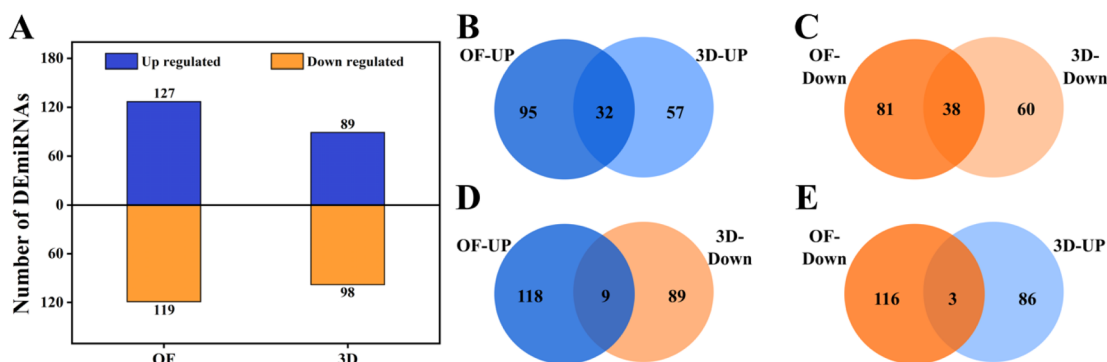 A
Number of DEmiRNAs
180
120
60
0
60
120
Up regulated
Down regulated
127
89
119
98
OF
3D
B
OF-UP
3D-UP
95
32
57
C
OF-
Down
3D-
Down
81
38
60
D
OF-UP
3D-
Down
118
9
89
E
OF-
Down
3D-UP
116
3
86